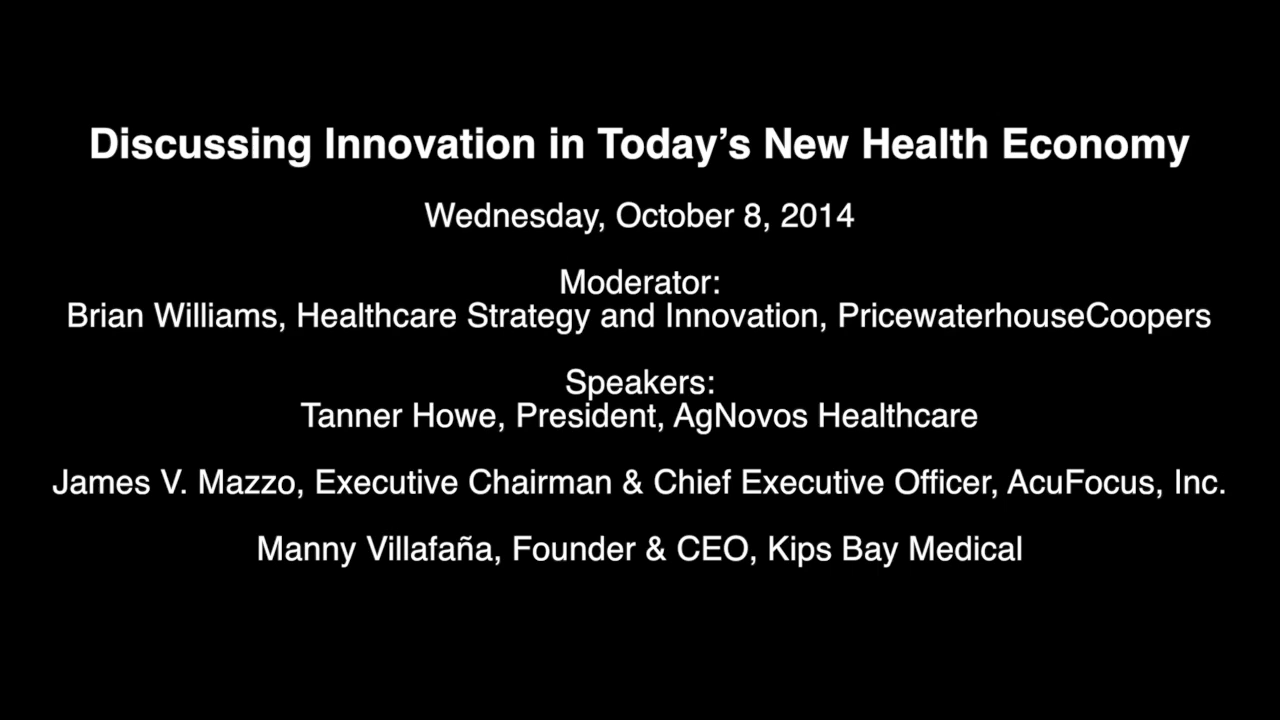 Discussing Innovation in Today’s New Health Economy
Wednesday, October 8, 2014
Moderator:
Brian Williams, Healthcare Strategy and Innovation, PricewaterhouseCoopers
Speakers:
Tanner Howe, President, AgNovos Healthcare
James V. Mazzo, Executive Chairman & Chief Executive Officer, AcuFocus, Inc.
Manny Villafaña, Founder & CEO, Kips Bay Medical